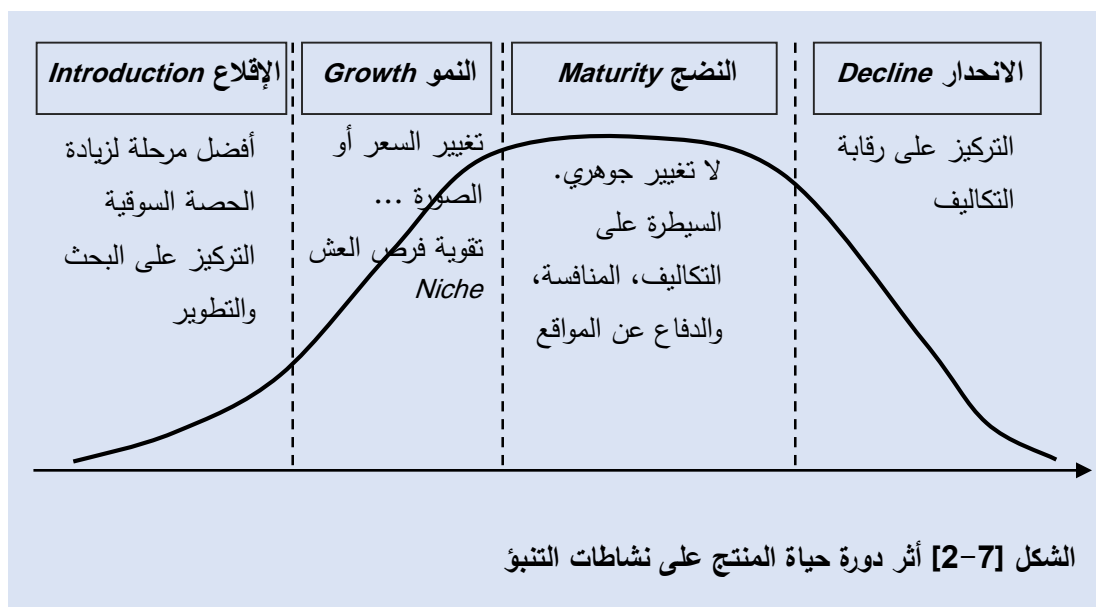 الإقلاع Introduction
النمو Growth
النضج Maturity
الانحدار Decline
أفضل مرحلة لزيادة
الحصة السوقية
التركيز على البحث
والتطوير
تغيير السعر أو
الصورة ...
تقوية فرص العش
Niche
لا تغيير جوهري.
السيطرة على
التكاليف، المنافسة،
والدفاع عن المواقع
التركيز على رقابة
التكاليف
الشكل [7-2] أثر دورة حياة المنتج على نشاطات التنبؤ